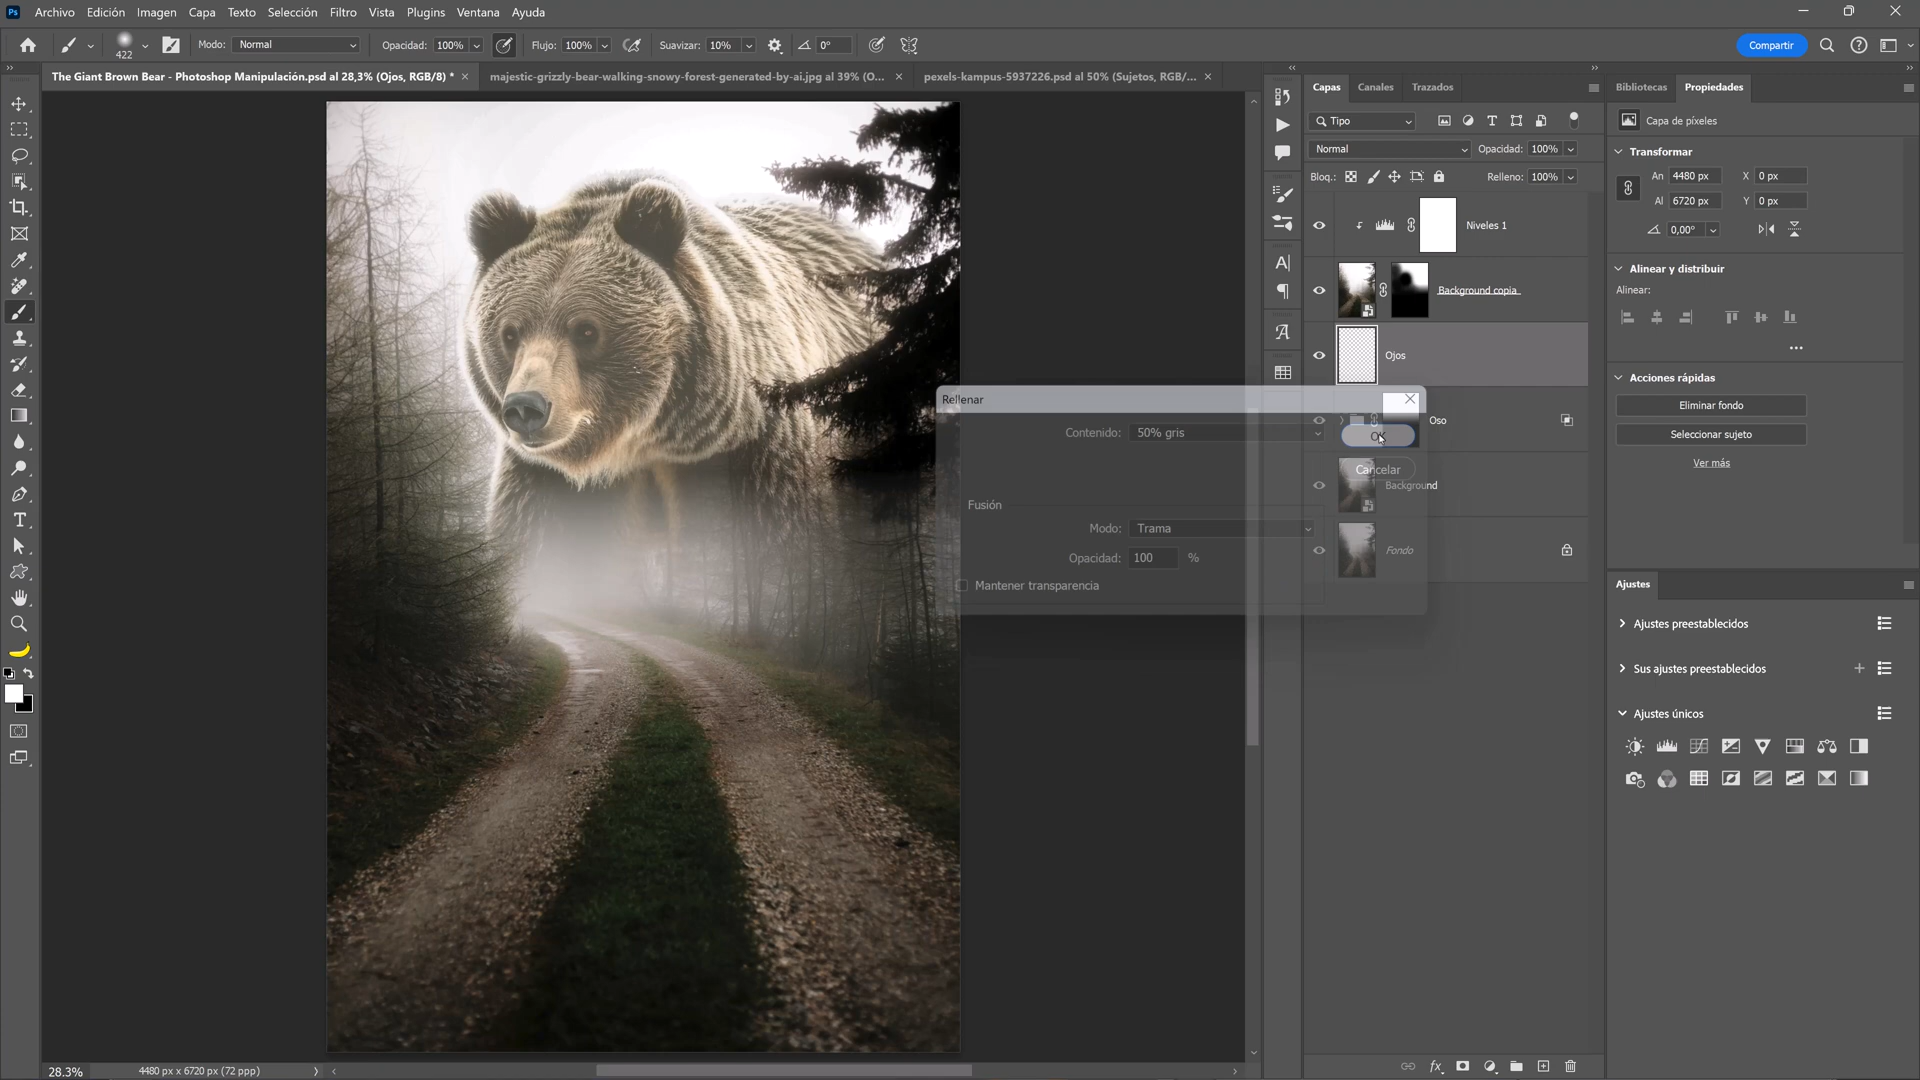 Ps Archivo Edición Imagen Capa Texto Selección Filtro Vista Plugins Ventana Ayuda
422 Modo: Normal Opacidad: 100% Flujo: 100% Suavizar: 10% 0° Compartir
The Giant Brown Bear - Photoshop Manipulación.psd al 28,3% (Ojos, RGB/8) * majestic-grizzly-bear-walking-snowy-forest-generated-by-ai.jpg al 39% (O... pexels-kampus-5937226.psd al 50% (Sujetos, RGB/...
Capas Canales Trazados
Tipo
Normal Opacidad: 100%
Bloq.: Relleno: 100%
Niveles 1
Background copia
Ojos
Oso
Background
Fondo
Rellenar
Contenido: 50% gris
OK
Cancelar
Fusión
Modo: Trama
Opacidad: 100 %
Mantener transparencia
Bibliotecas Propiedades
Capa de píxeles
Transformar
An 4480 px X 0 px
Al 6720 px Y 0 px
0,00°
Alinear y distribuir
Alinear:
Acciones rápidas
Eliminar fondo
Seleccionar sujeto
Ver más
Ajustes
Ajustes preestablecidos
Sus ajustes preestablecidos
Ajustes únicos
28.3% 4480 px x 6720 px (72 ppp)